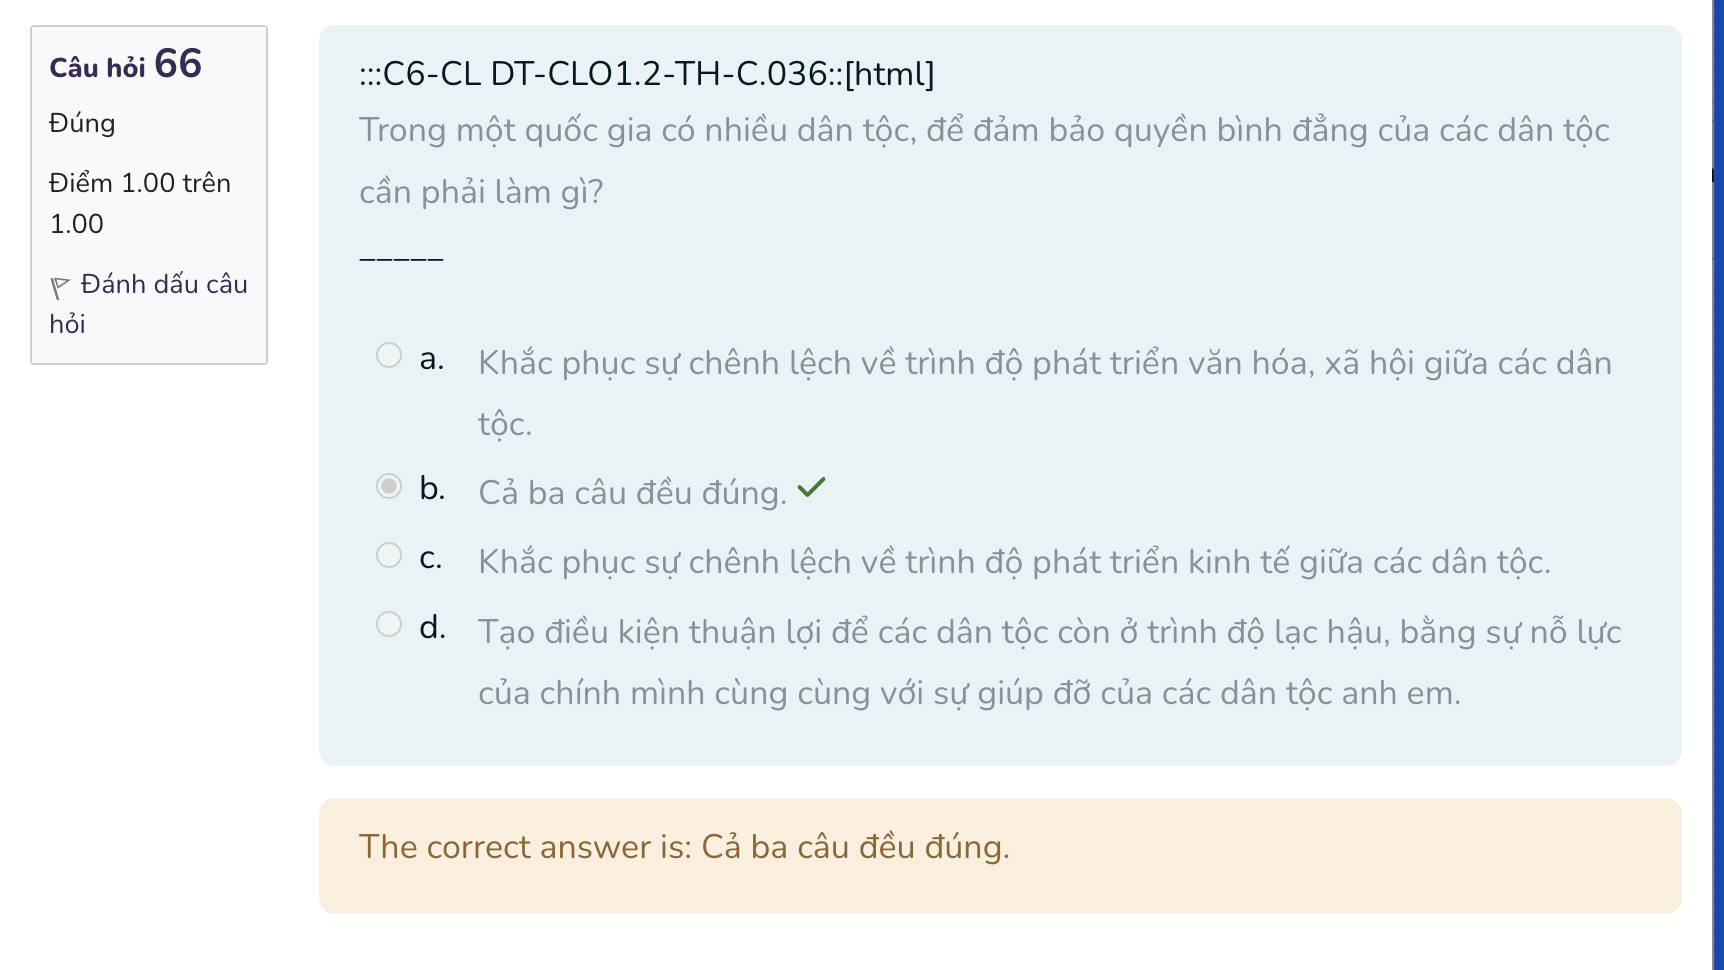 Câu hỏi 66
Đúng
Điểm 1.00 trên
1.00
Đánh dấu câu
hỏi
:::C6-CL DT-CLO1.2-TH-C.036::[html]
Trong một quốc gia có nhiều dân tộc, để đảm bảo quyền bình đẳng của các dân tộc
cần phải làm gì?
_____
a. Khắc phục sự chênh lệch về trình độ phát triển văn hóa, xã hội giữa các dân
tộc.
b. Cả ba câu đều đúng.
c. Khắc phục sự chênh lệch về trình độ phát triển kinh tế giữa các dân tộc.
d. Tạo điều kiện thuận lợi để các dân tộc còn ở trình độ lạc hậu, bằng sự nỗ lực
của chính mình cùng cùng với sự giúp đỡ của các dân tộc anh em.
The correct answer is: Cả ba câu đều đúng.